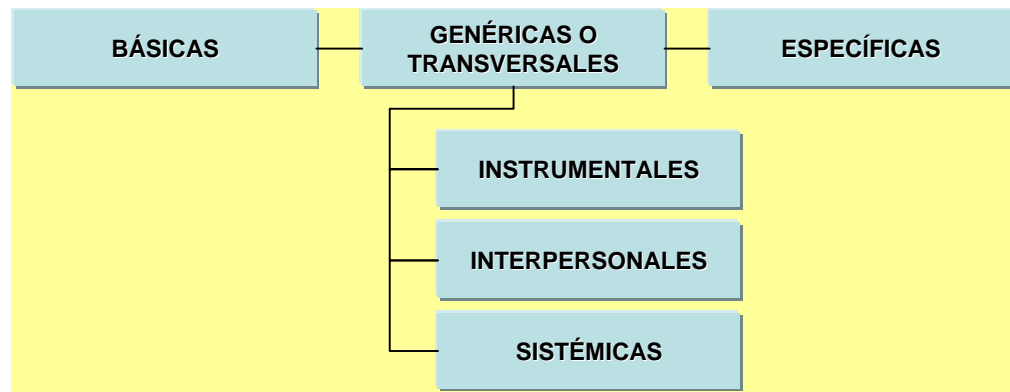 BÁSICAS
GENÉRICAS O
TRANSVERSALES
ESPECÍFICAS
INSTRUMENTALES
INTERPERSONALES
SISTÉMICAS